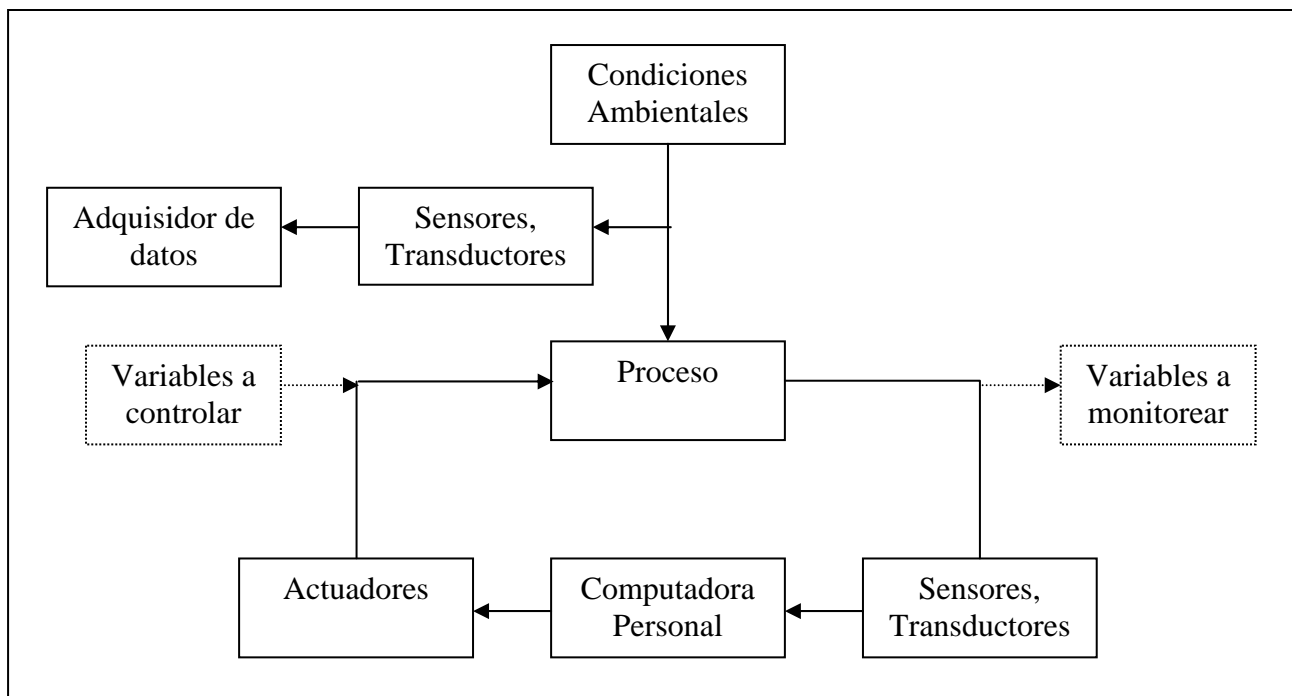 Condiciones
Ambientales
Adquisidor de
datos
Sensores,
Transductores
Variables a
controlar
Proceso
Variables a
monitorear
Actuadores
Computadora
Personal
Sensores,
Transductores